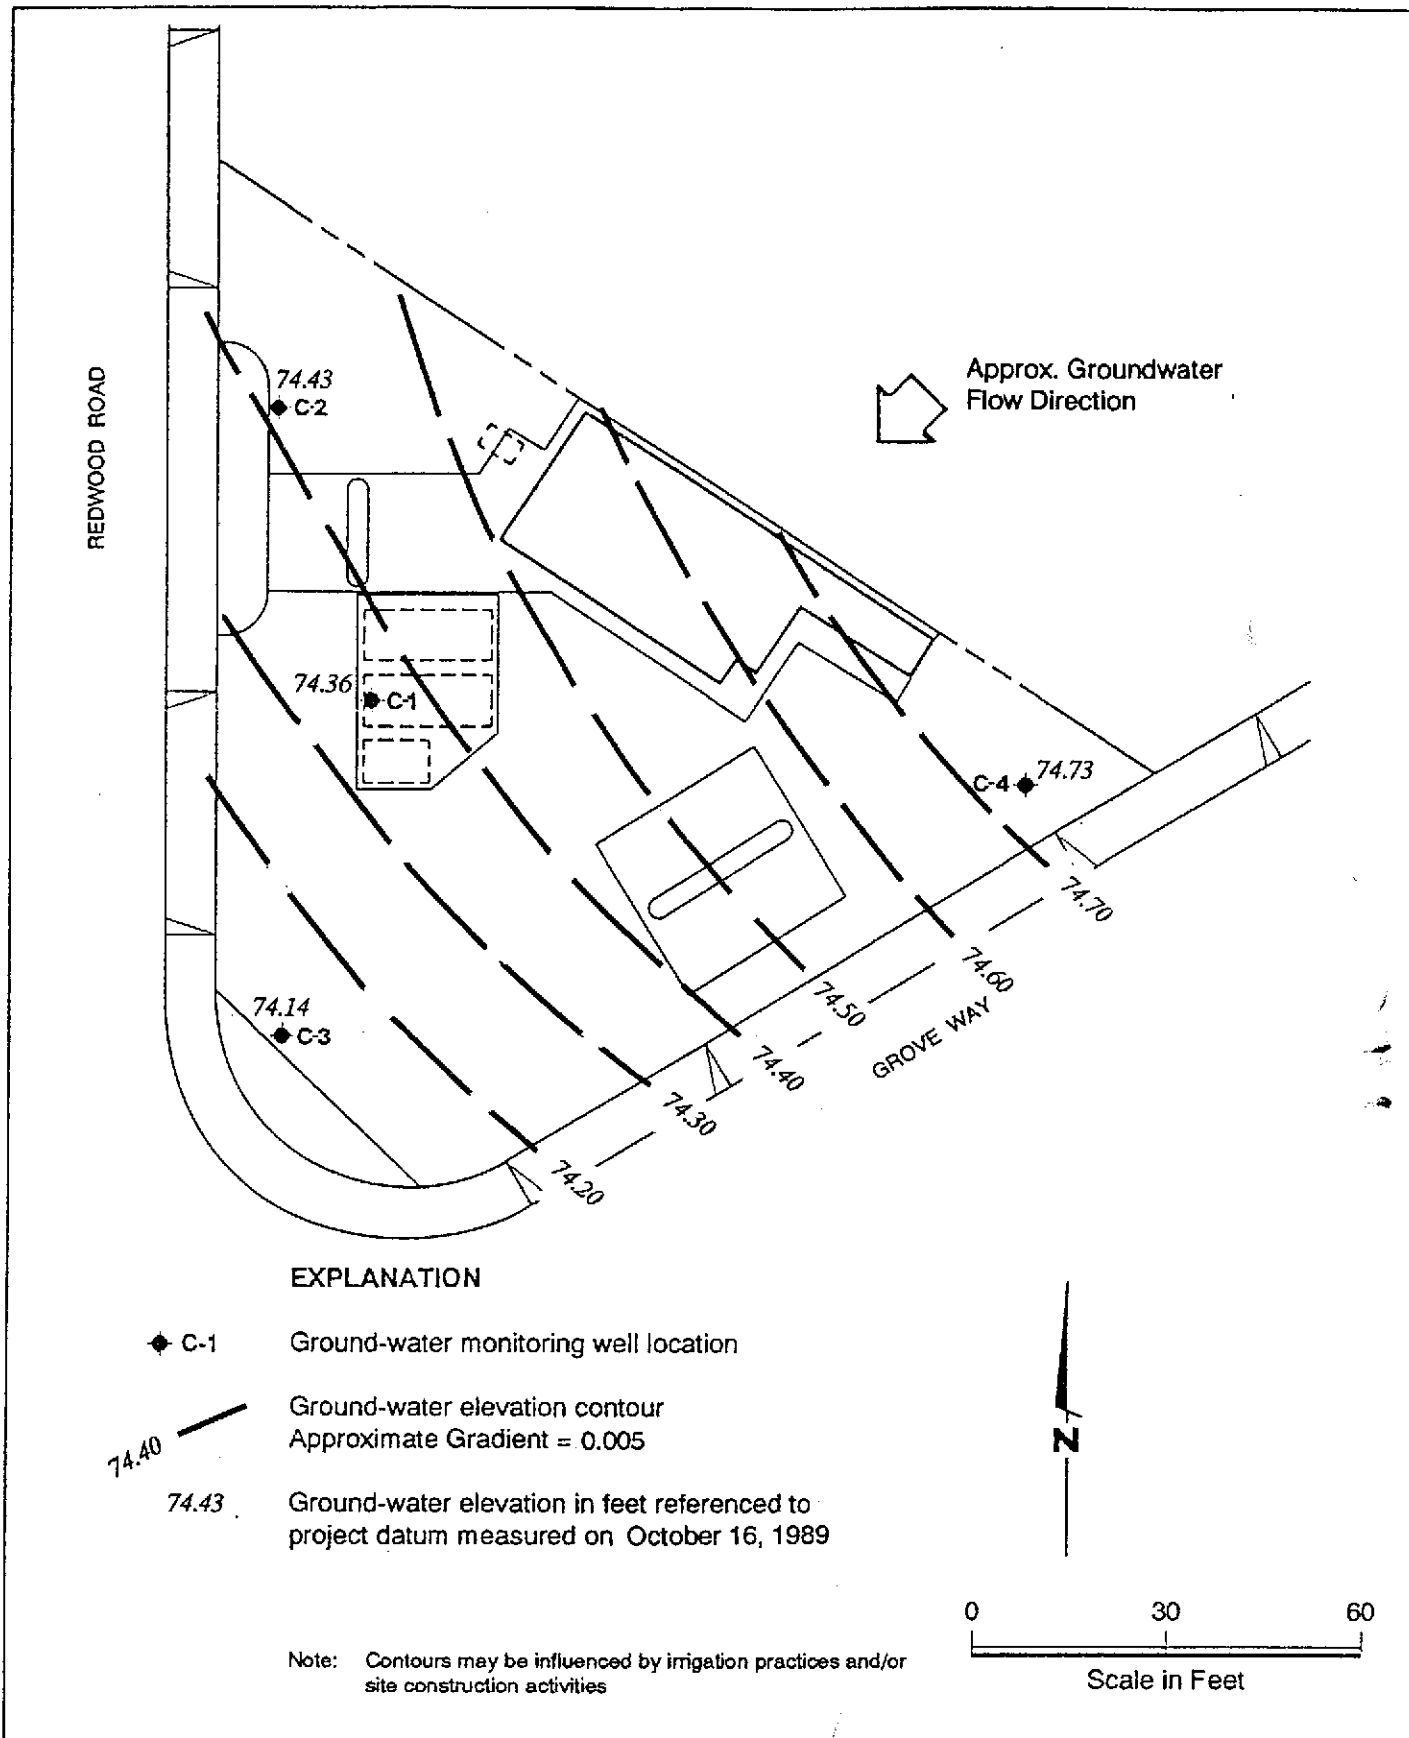 REDWOOD ROAD
74.43
C-2
Approx. Groundwater
Flow Direction
74.36
C-1
C-4
74.73
74.70
74.60
74.50
GROVE WAY
74.40
74.14
C-3
74.30
74.20
EXPLANATION
C-1
Ground-water monitoring well location
74.40
Ground-water elevation contour
Approximate Gradient = 0.005
74.43
Ground-water elevation in feet referenced to
project datum measured on October 16, 1989
N
Note: Contours may be influenced by irrigation practices and/or
site construction activities
0 30 60
Scale in Feet